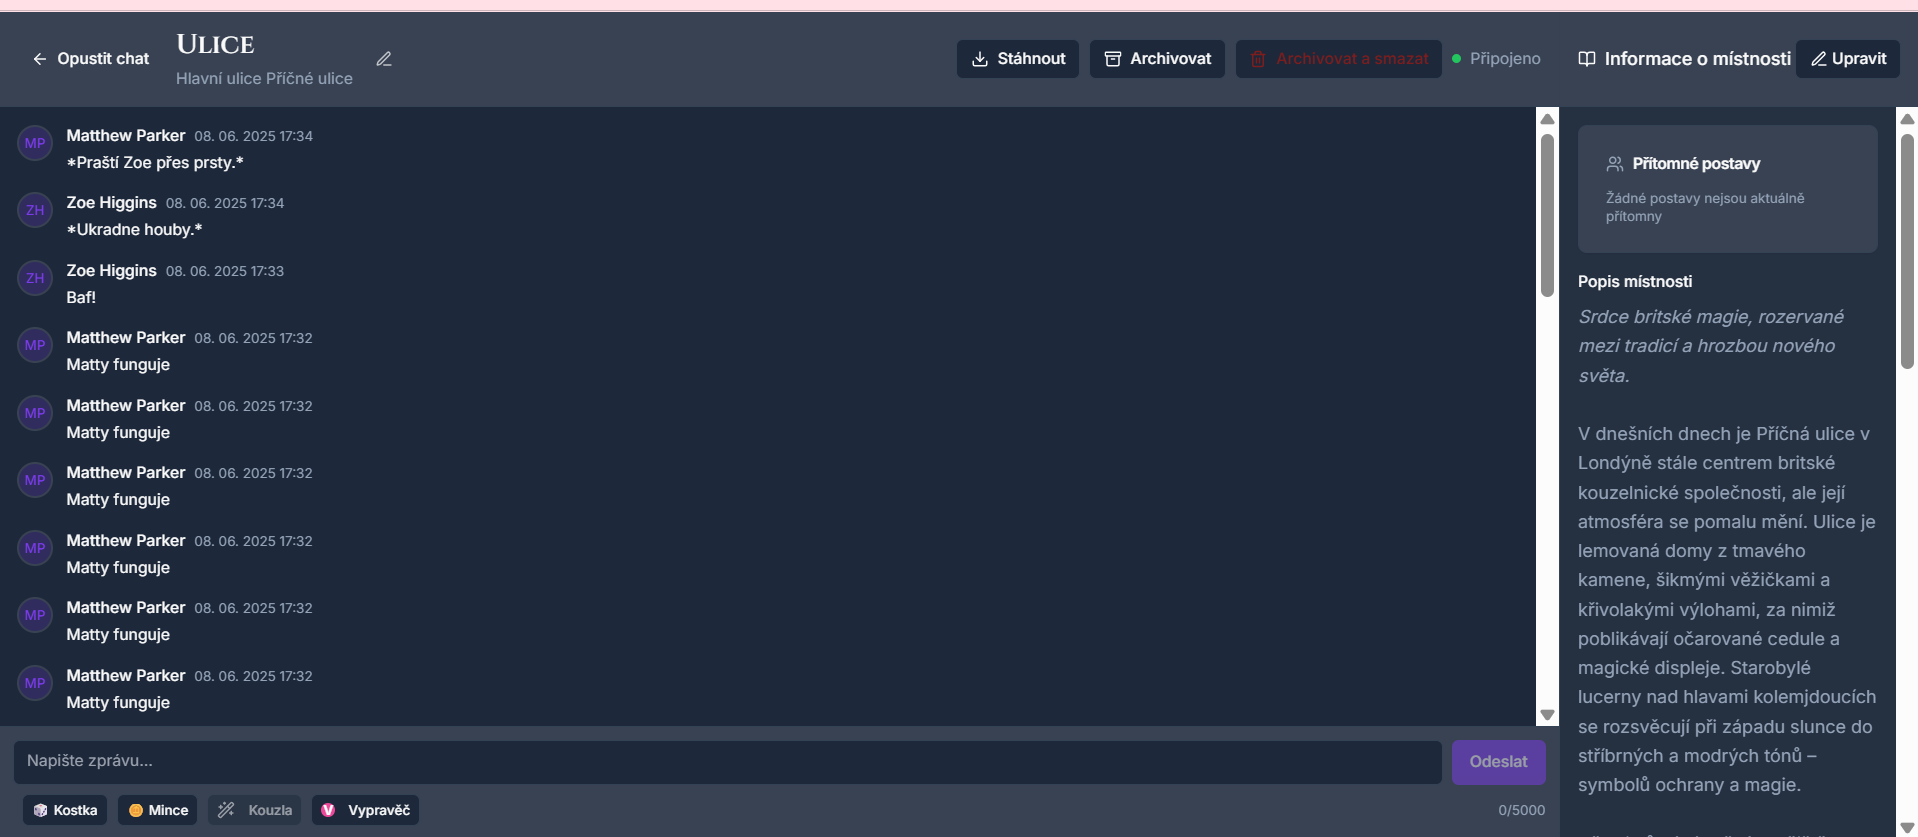 Opustit chat
Ulice
Hlavní ulice Příčné ulice
Stáhnout
Archivovat
Archivovat a smazat
Připojeno
Informace o místnosti
Upravit
MP
Matthew Parker 08. 06. 2025 17:34
*Praští Zoe přes prsty.*
ZH
Zoe Higgins 08. 06. 2025 17:34
*Ukradne houby.*
ZH
Zoe Higgins 08. 06. 2025 17:33
Baf!
MP
Matthew Parker 08. 06. 2025 17:32
Matty funguje
MP
Matthew Parker 08. 06. 2025 17:32
Matty funguje
MP
Matthew Parker 08. 06. 2025 17:32
Matty funguje
MP
Matthew Parker 08. 06. 2025 17:32
Matty funguje
MP
Matthew Parker 08. 06. 2025 17:32
Matty funguje
MP
Matthew Parker 08. 06. 2025 17:32
Matty funguje
Napište zprávu...
Odeslat
Kostka
Mince
Kouzla
V Vypravěč
0/5000
Přítomné postavy
Žádné postavy nejsou aktuálně
přítomny
Popis místnosti
Srdce britské magie, rozervané
mezi tradicí a hrozbou nového
světa.
V dnešních dnech je Příčná ulice v
Londýně stále centrem britské
kouzelnické společnosti, ale její
atmosféra se pomalu mění. Ulice je
lemovaná domy z tmavého
kamene, šikmými věžičkami a
křivolakými výlohami, za nimiž
poblikávají očarované cedule a
magické displeje. Starobylé
lucerny nad hlavami kolemjdoucích
se rozsvěcují při západu slunce do
stříbrných a modrých tónů –
symbolů ochrany a magie.